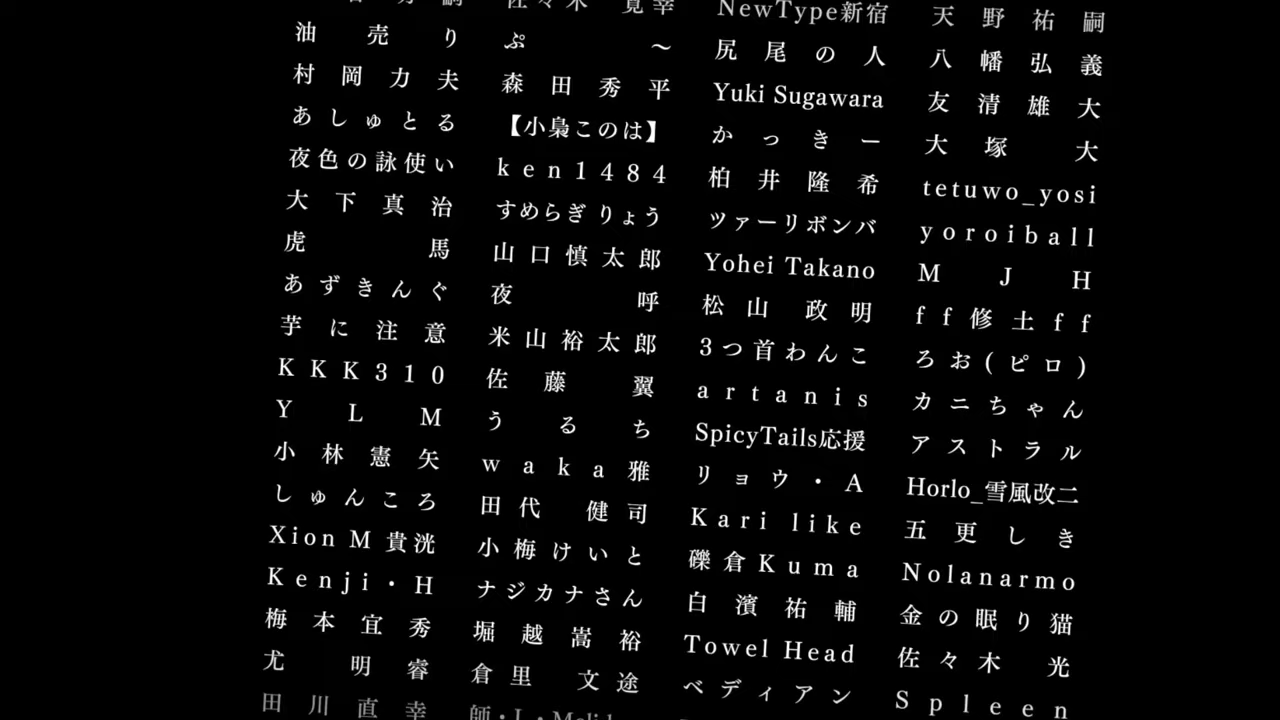 佐々木 寛幸
NewType新宿
天野祐嗣
油売り
ぷ～
尻尾の人
八幡弘義
村岡力夫
森田秀平
Yuki Sugawara
友清雄大
あしゅとる
【小梟このは】
かっきー
大塚 大
夜色の詠使い
ken1484
柏井隆希
tetuwo_yosi
大下真治
すめらぎりょう
ツァーリボンバ
yoroiball
虎馬
山口慎太郎
Yohei Takano
MJH
あずきんぐ
夜呼
松山 政明
ff修士ff
芋に注意
米山裕太郎
3つ首わんこ
ろお(ピロ)
KKK310
佐藤 翼
artanis
カニちゃん
YLM
うるち
SpicyTails応援
アストラル
小林憲矢
waka雅
リョウ・A
Horlo_雪風改二
しゅんころ
田代 健司
Kari like
五更しき
Xion M 貴洸
小梅けいと
礫倉Kuma
Nolanarmo
Kenji・H
ナジカナさん
白濱祐輔
金の眠り猫
梅本宜秀
堀越嵩裕
Towel Head
佐々木 光
尤明睿
倉里 文途
ベディアン
Spleen
田川直幸